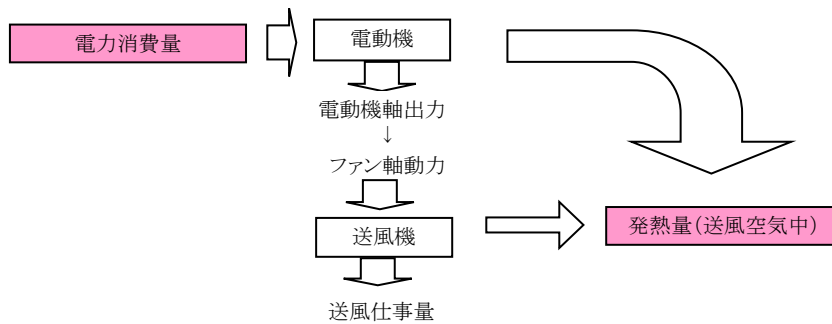 電力消費量
電動機
電動機軸出力
↓
ファン軸動力
送風機
発熱量(送風空気中)
送風仕事量